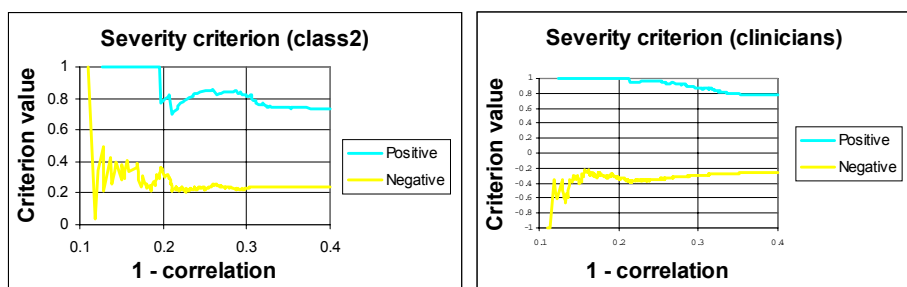 Severity criterion (class2)
Criterion value
1
0.8
0.6
0.4
0.2
0
0.1
0.2
0.3
0.4
1 - correlation
Positive
Negative
Severity criterion (clinicians)
Criterion value
1
0.8
0.6
0.4
0.2
0
-0.2
-0.4
-0.6
-0.8
-1
0.1
0.2
0.3
0.4
1 - correlation
Positive
Negative